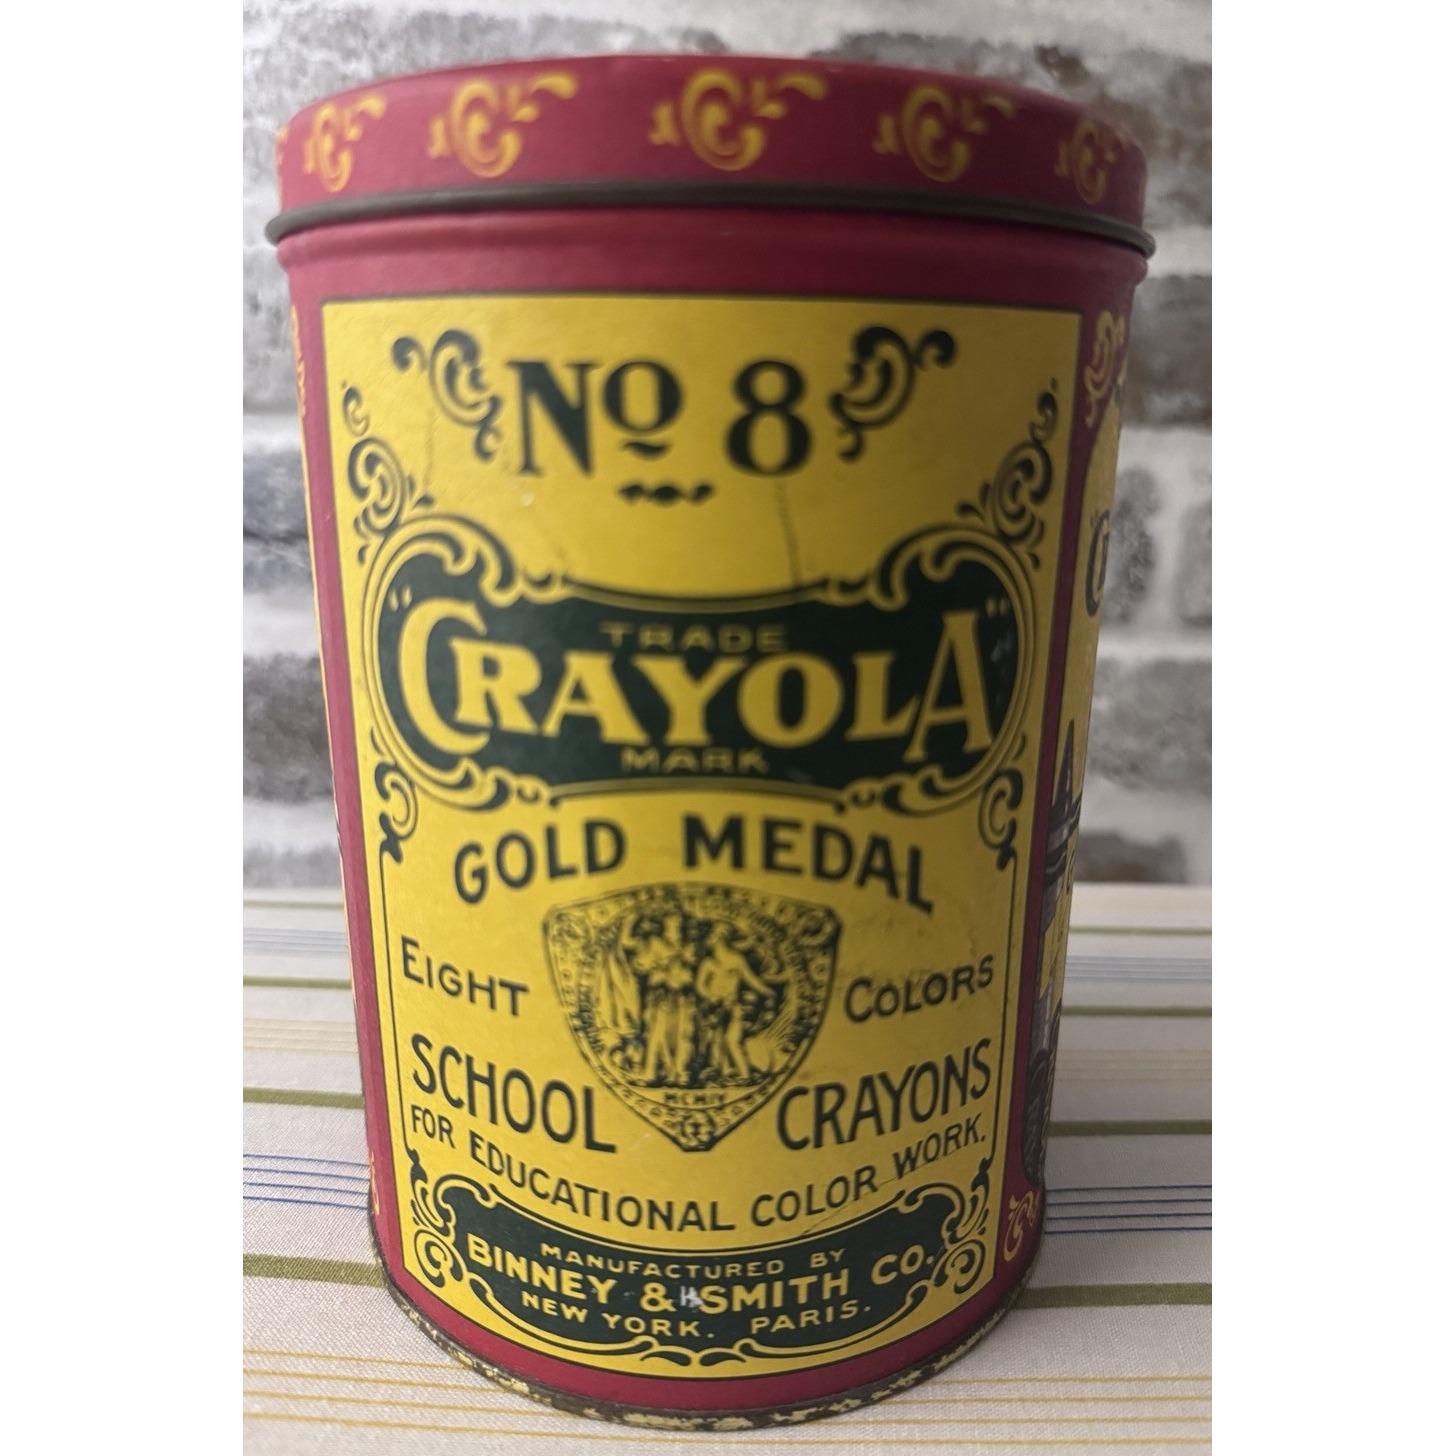 No 8
"CRAYOLA"
TRADE
MARK
GOLD MEDAL
EIGHT COLORS
SCHOOL CRAYONS
FOR EDUCATIONAL COLOR WORK.
MCMIV
MANUFACTURED BY
BINNEY & SMITH CO.
NEW YORK. PARIS.